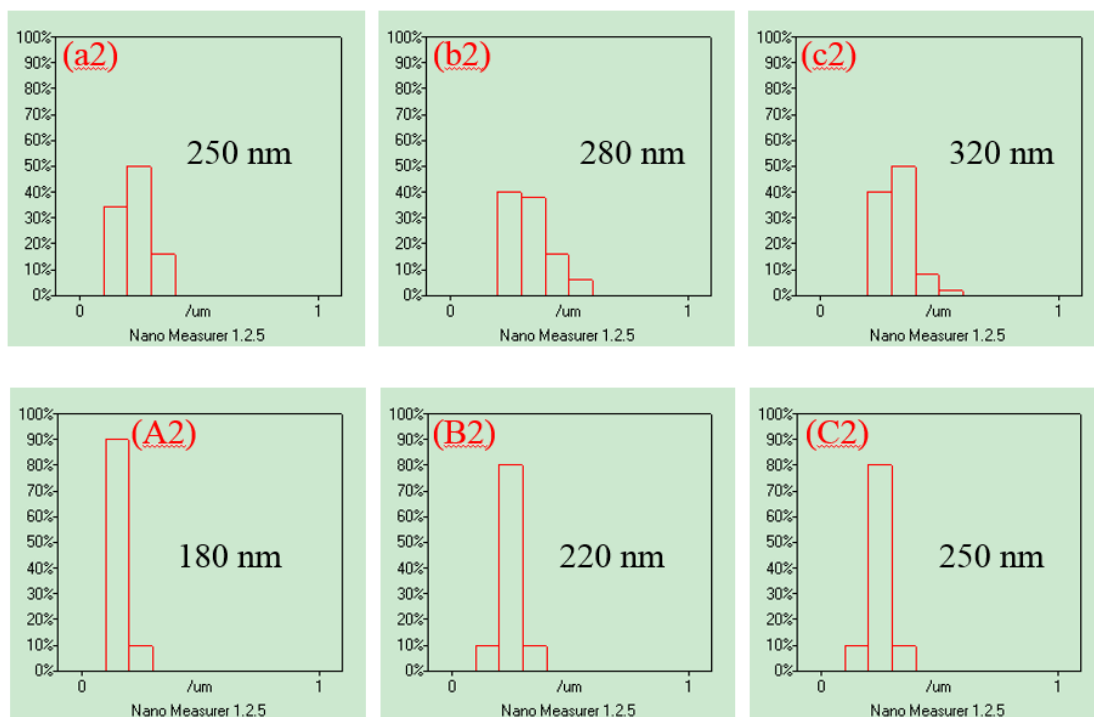 100%
90%
80%
70%
60%
50%
40%
30%
20%
10%
0%
(a2)
250 nm
0 /um 1
Nano Measurer 1.2.5
100%
90%
80%
70%
60%
50%
40%
30%
20%
10%
0%
(b2)
280 nm
0 /um 1
Nano Measurer 1.2.5
100%
90%
80%
70%
60%
50%
40%
30%
20%
10%
0%
(c2)
320 nm
0 /um 1
Nano Measurer 1.2.5
100%
90%
80%
70%
60%
50%
40%
30%
20%
10%
0%
(A2)
180 nm
0 /um 1
Nano Measurer 1.2.5
100%
90%
80%
70%
60%
50%
40%
30%
20%
10%
0%
(B2)
220 nm
0 /um 1
Nano Measurer 1.2.5
100%
90%
80%
70%
60%
50%
40%
30%
20%
10%
0%
(C2)
250 nm
0 /um 1
Nano Measurer 1.2.5